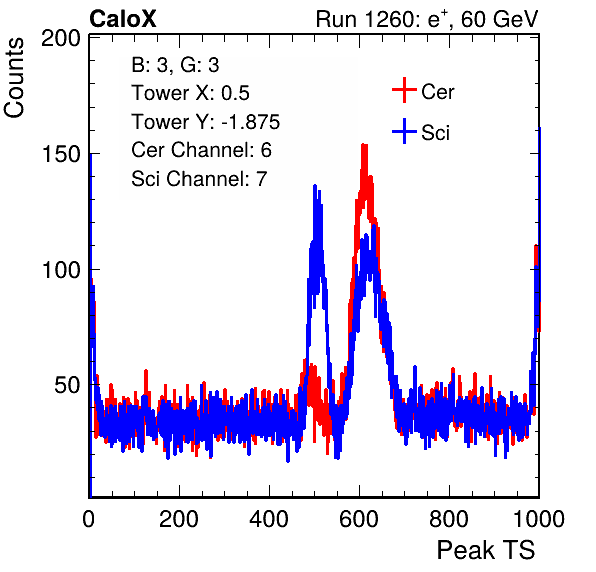 CaloX Run 1260: e+, 60 GeV
Counts
200
150
100
50
B: 3, G: 3
Tower X: 0.5
Tower Y: -1.875
Cer Channel: 6
Sci Channel: 7
Cer
Sci
0 200 400 600 800 1000
Peak TS